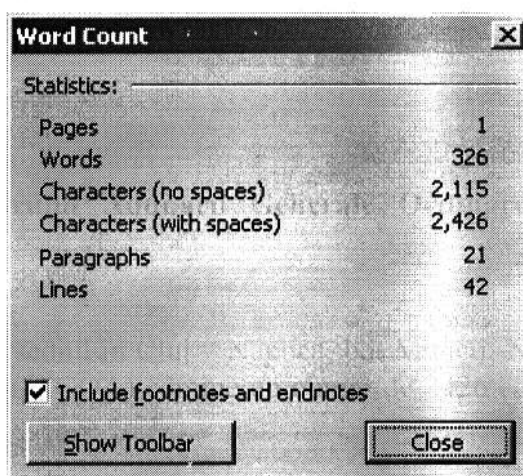 Word Count
Statistics:
Pages 1
Words 326
Characters (no spaces) 2,115
Characters (with spaces) 2,426
Paragraphs 21
Lines 42
Include footnotes and endnotes
Show Toolbar Close